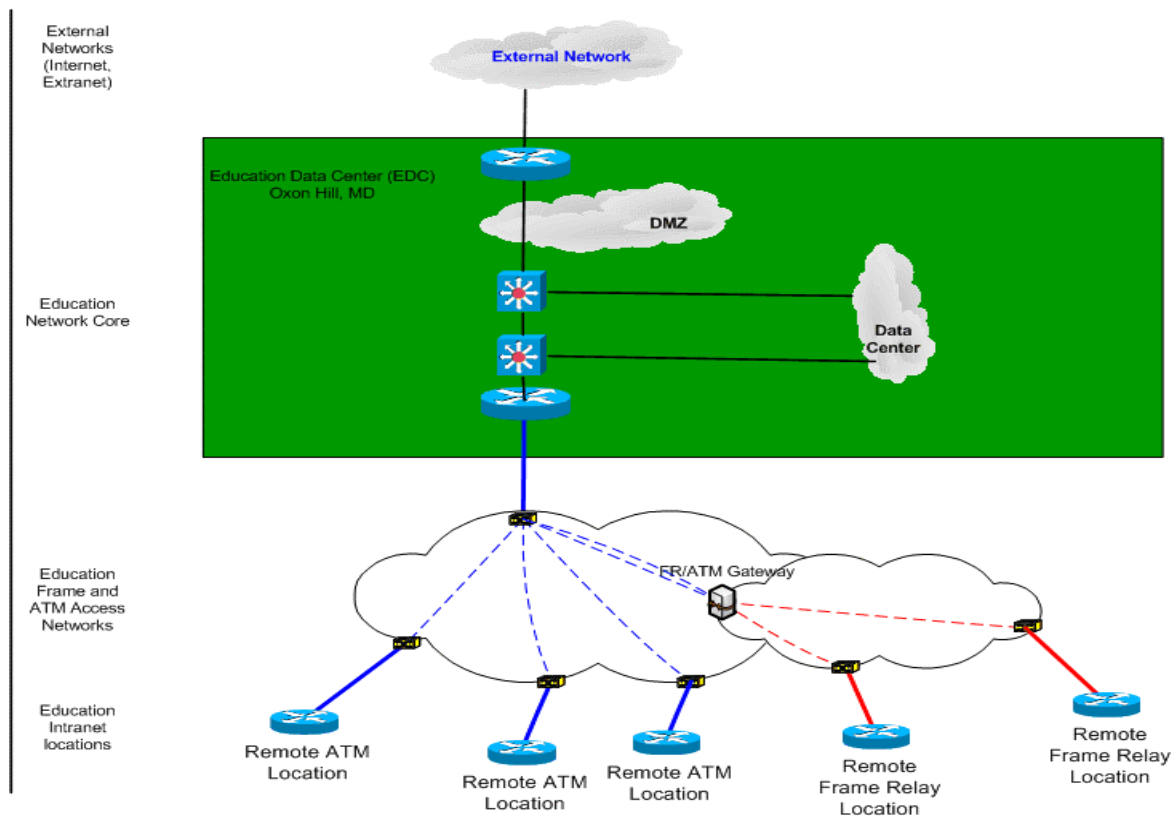 External
Networks
(Internet,
Extranet)
External Network
Education Data Center (EDC)
Oxon Hill, MD
DMZ
Education
Network Core
Data
Center
Education
Frame and
ATM Access
Networks
FR/ATM Gateway
Education
Intranet
locations
Remote ATM
Location
Remote ATM
Location
Remote ATM
Location
Remote
Frame Relay
Location
Remote
Frame Relay
Location